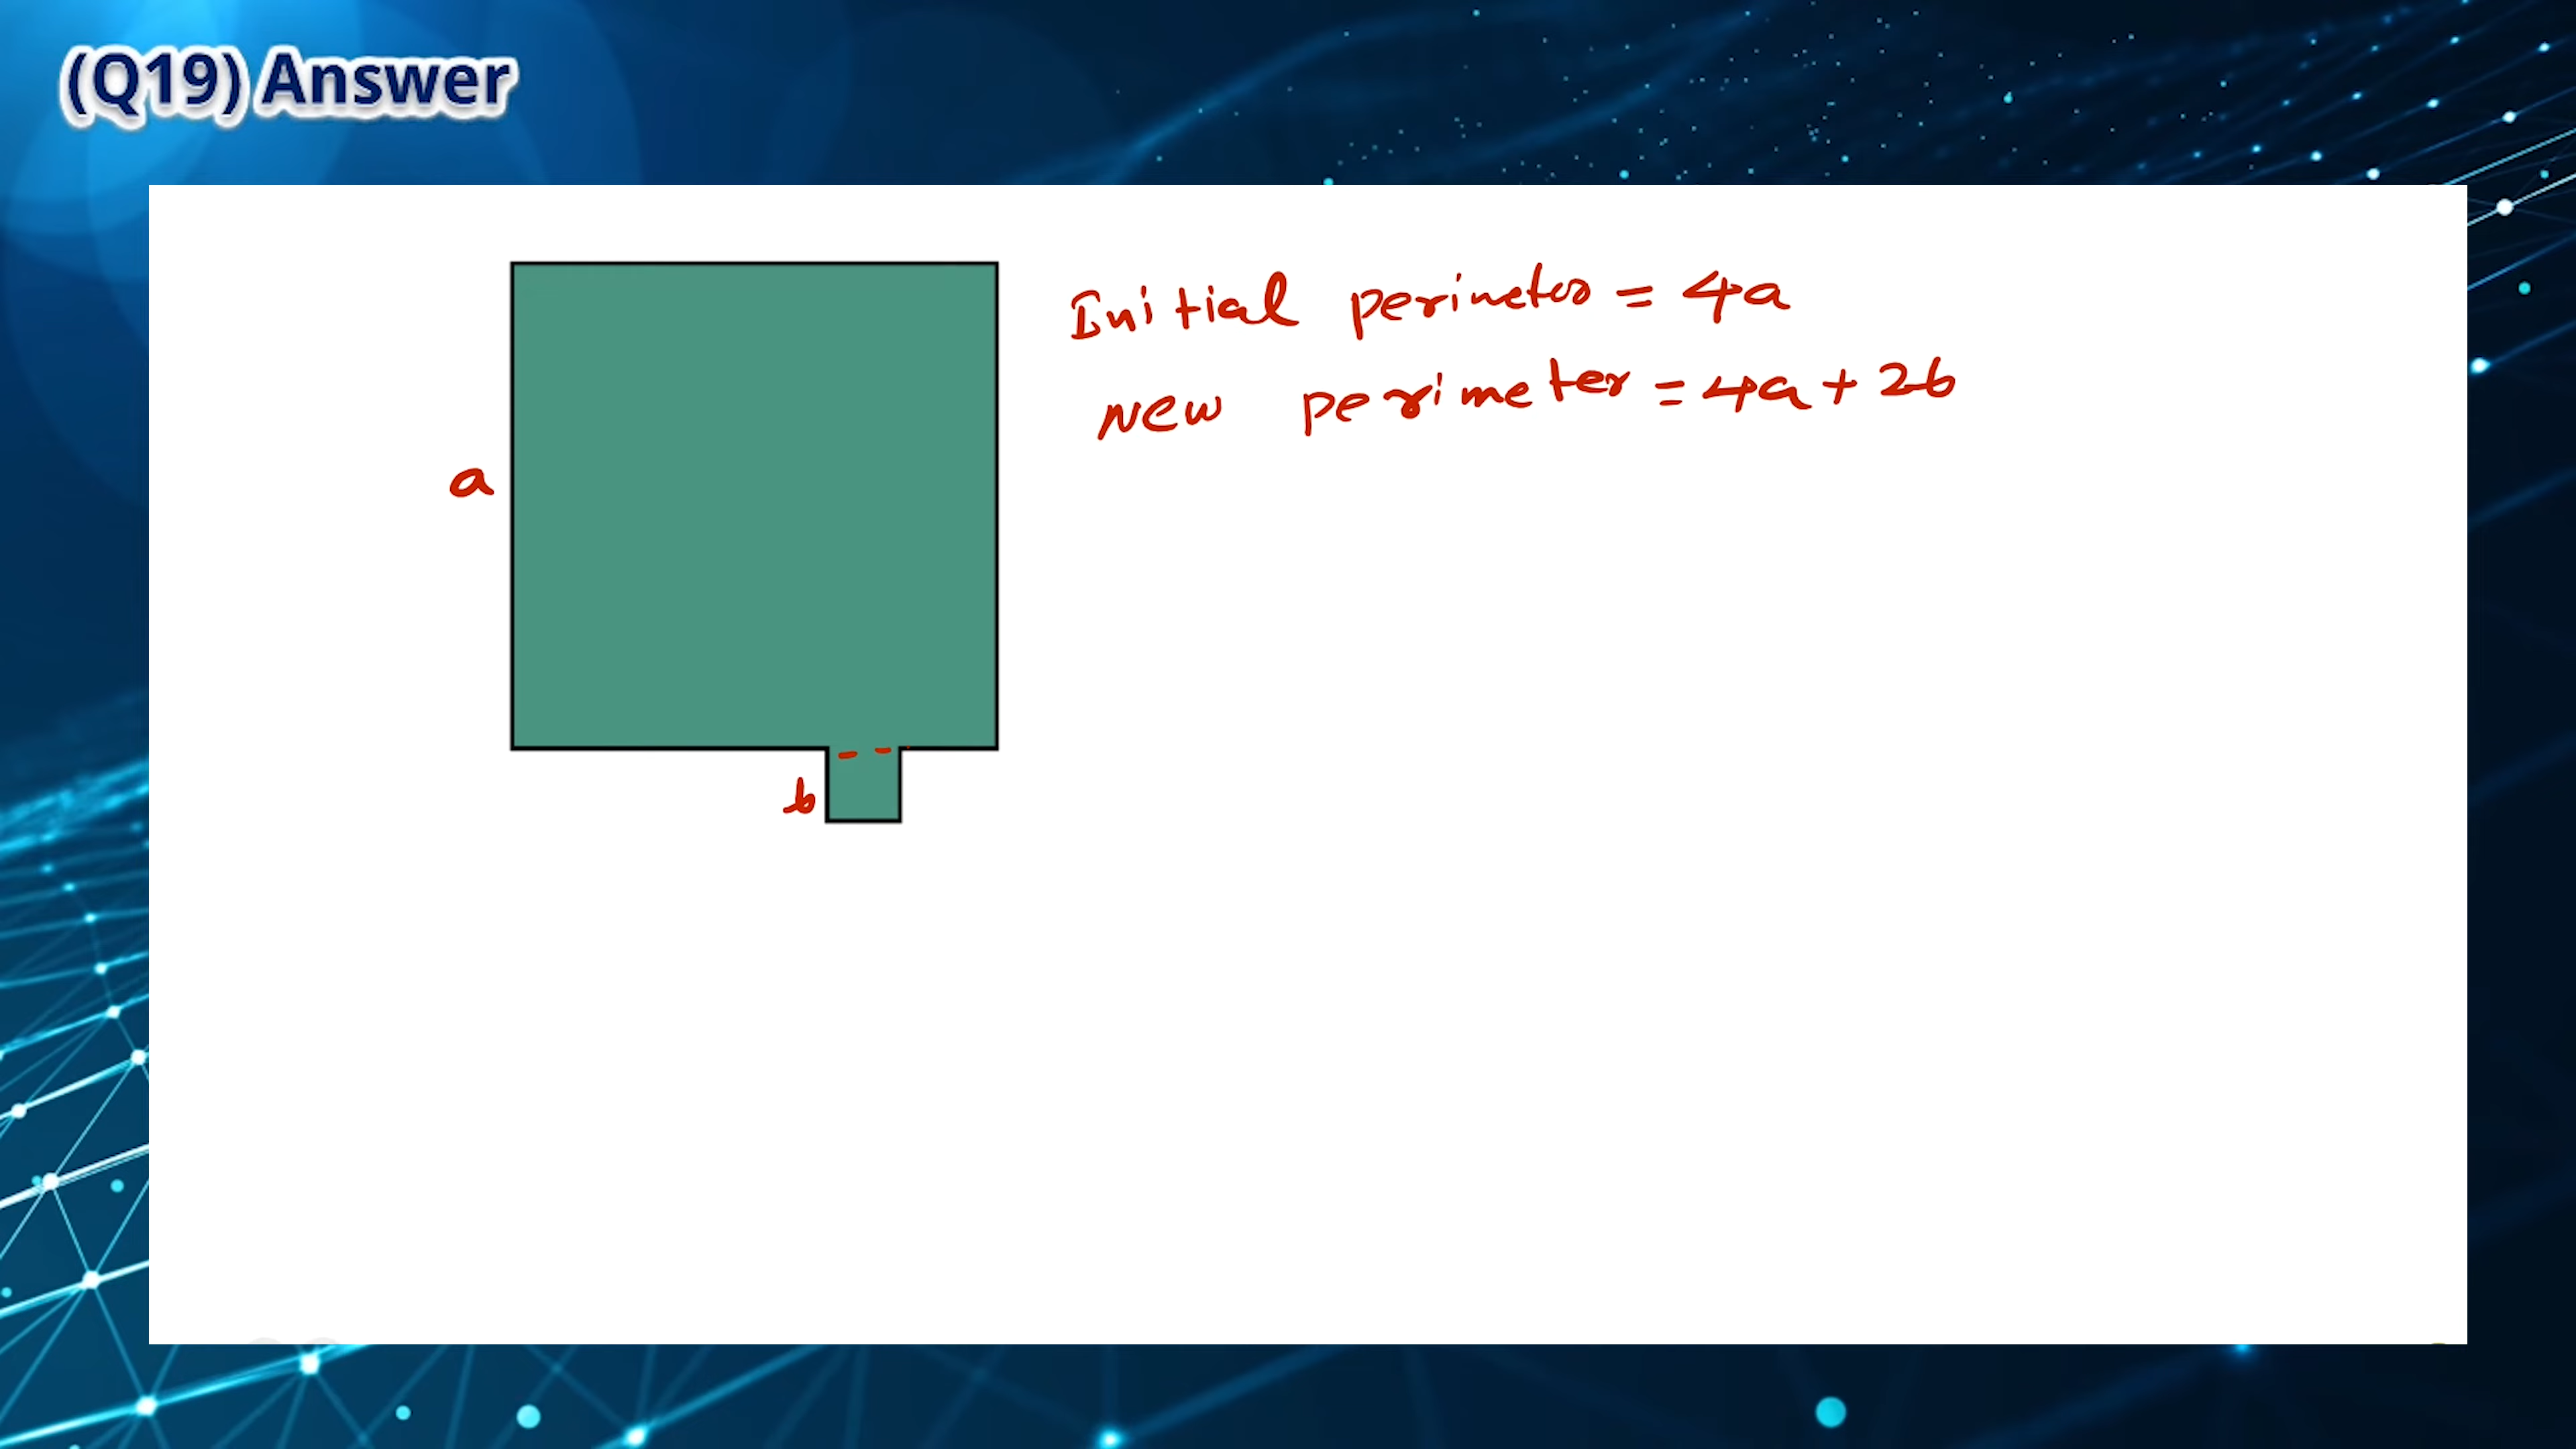 (Q19) Answer
Initial perimeter = 4a
New perimeter = 4a + 2b
a
b